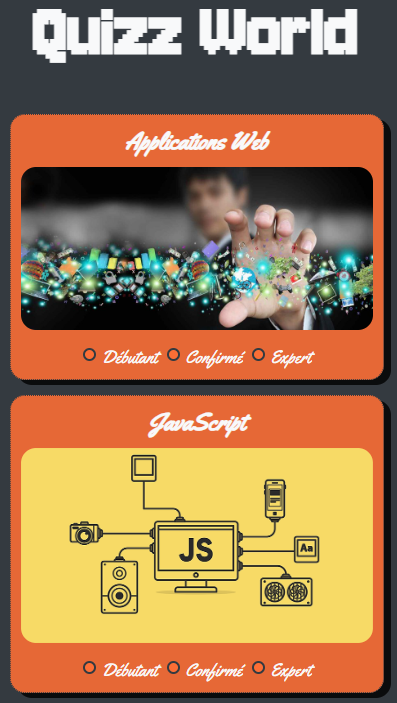 Quizz World
Applications Web
Débutant Confirmé Expert
JavaScript
JS
Aa
Débutant Confirmé Expert